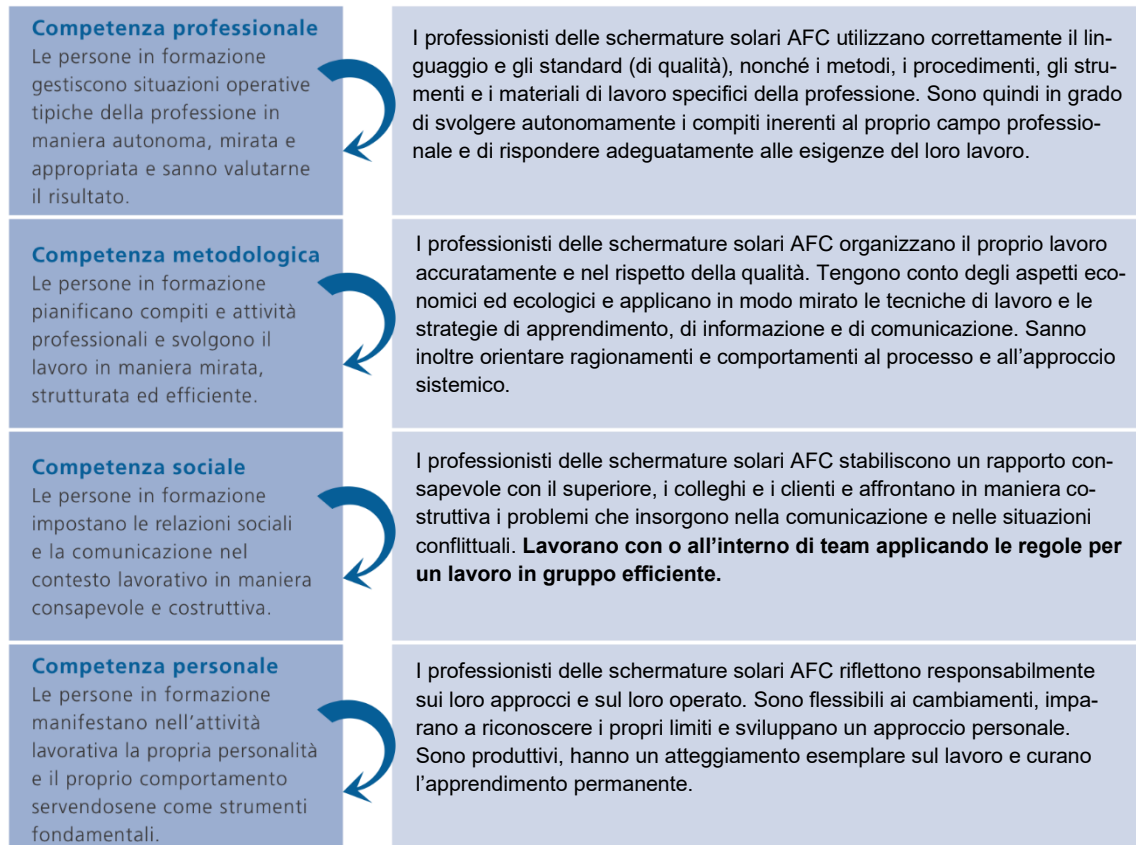 Competenza professionale
Le persone in formazione
gestiscono situazioni operative
tipiche della professione in
maniera autonoma, mirata e
appropriata e sanno valutarne
il risultato.
I professionisti delle schermature solari AFC utilizzano correttamente il lin-
guaggio e gli standard (di qualità), nonché i metodi, i procedimenti, gli stru-
menti e i materiali di lavoro specifici della professione. Sono quindi in grado
di svolgere autonomamente i compiti inerenti al proprio campo professio-
nale e di rispondere adeguatamente alle esigenze del loro lavoro.
Competenza metodologica
Le persone in formazione
pianificano compiti e attività
professionali e svolgono il
lavoro in maniera mirata,
strutturata ed efficiente.
I professionisti delle schermature solari AFC organizzano il proprio lavoro
accuratamente e nel rispetto della qualità. Tengono conto degli aspetti eco-
nomici ed ecologici e applicano in modo mirato le tecniche di lavoro e le
strategie di apprendimento, di informazione e di comunicazione. Sanno
inoltre orientare ragionamenti e comportamenti al processo e all'approccio
sistemico.
Competenza sociale
Le persone in formazione
impostano le relazioni sociali
e la comunicazione nel
contesto lavorativo in maniera
consapevole e costruttiva.
I professionisti delle schermature solari AFC stabiliscono un rapporto con-
sapevole con il superiore, i colleghi e i clienti e affrontano in maniera co-
struttiva i problemi che insorgono nella comunicazione e nelle situazioni
conflittuali. Lavorano con o all'interno di team applicando le regole per
un lavoro in gruppo efficiente.
Competenza personale
Le persone in formazione
manifestano nell'attività
lavorativa la propria personalità
e il proprio comportamento
servendosene come strumenti
fondamentali.
I professionisti delle schermature solari AFC riflettono responsabilmente
sui loro approcci e sul loro operato. Sono flessibili ai cambiamenti, impa-
rano a riconoscere i propri limiti e sviluppano un approccio personale.
Sono produttivi, hanno un atteggiamento esemplare sul lavoro e curano
l'apprendimento permanente.